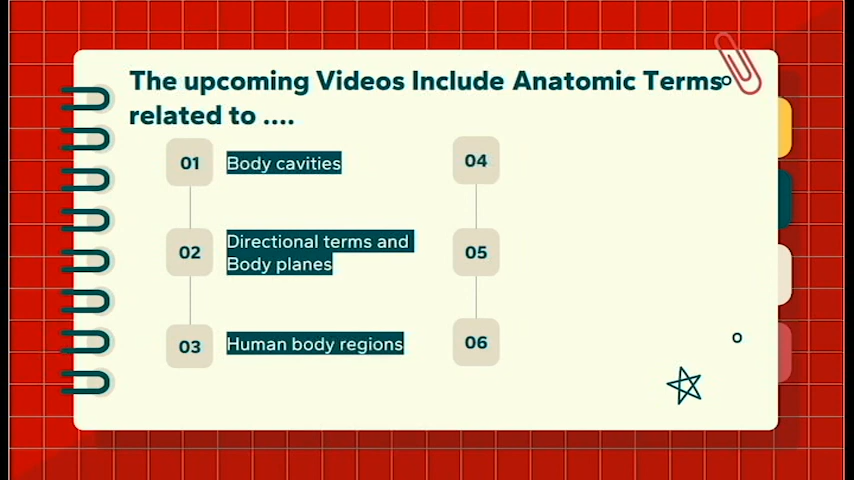 The upcoming Videos Include Anatomic Terms
related to ....
01
Body cavities
02
Directional terms and
Body planes
03
Human body regions
04
05
06